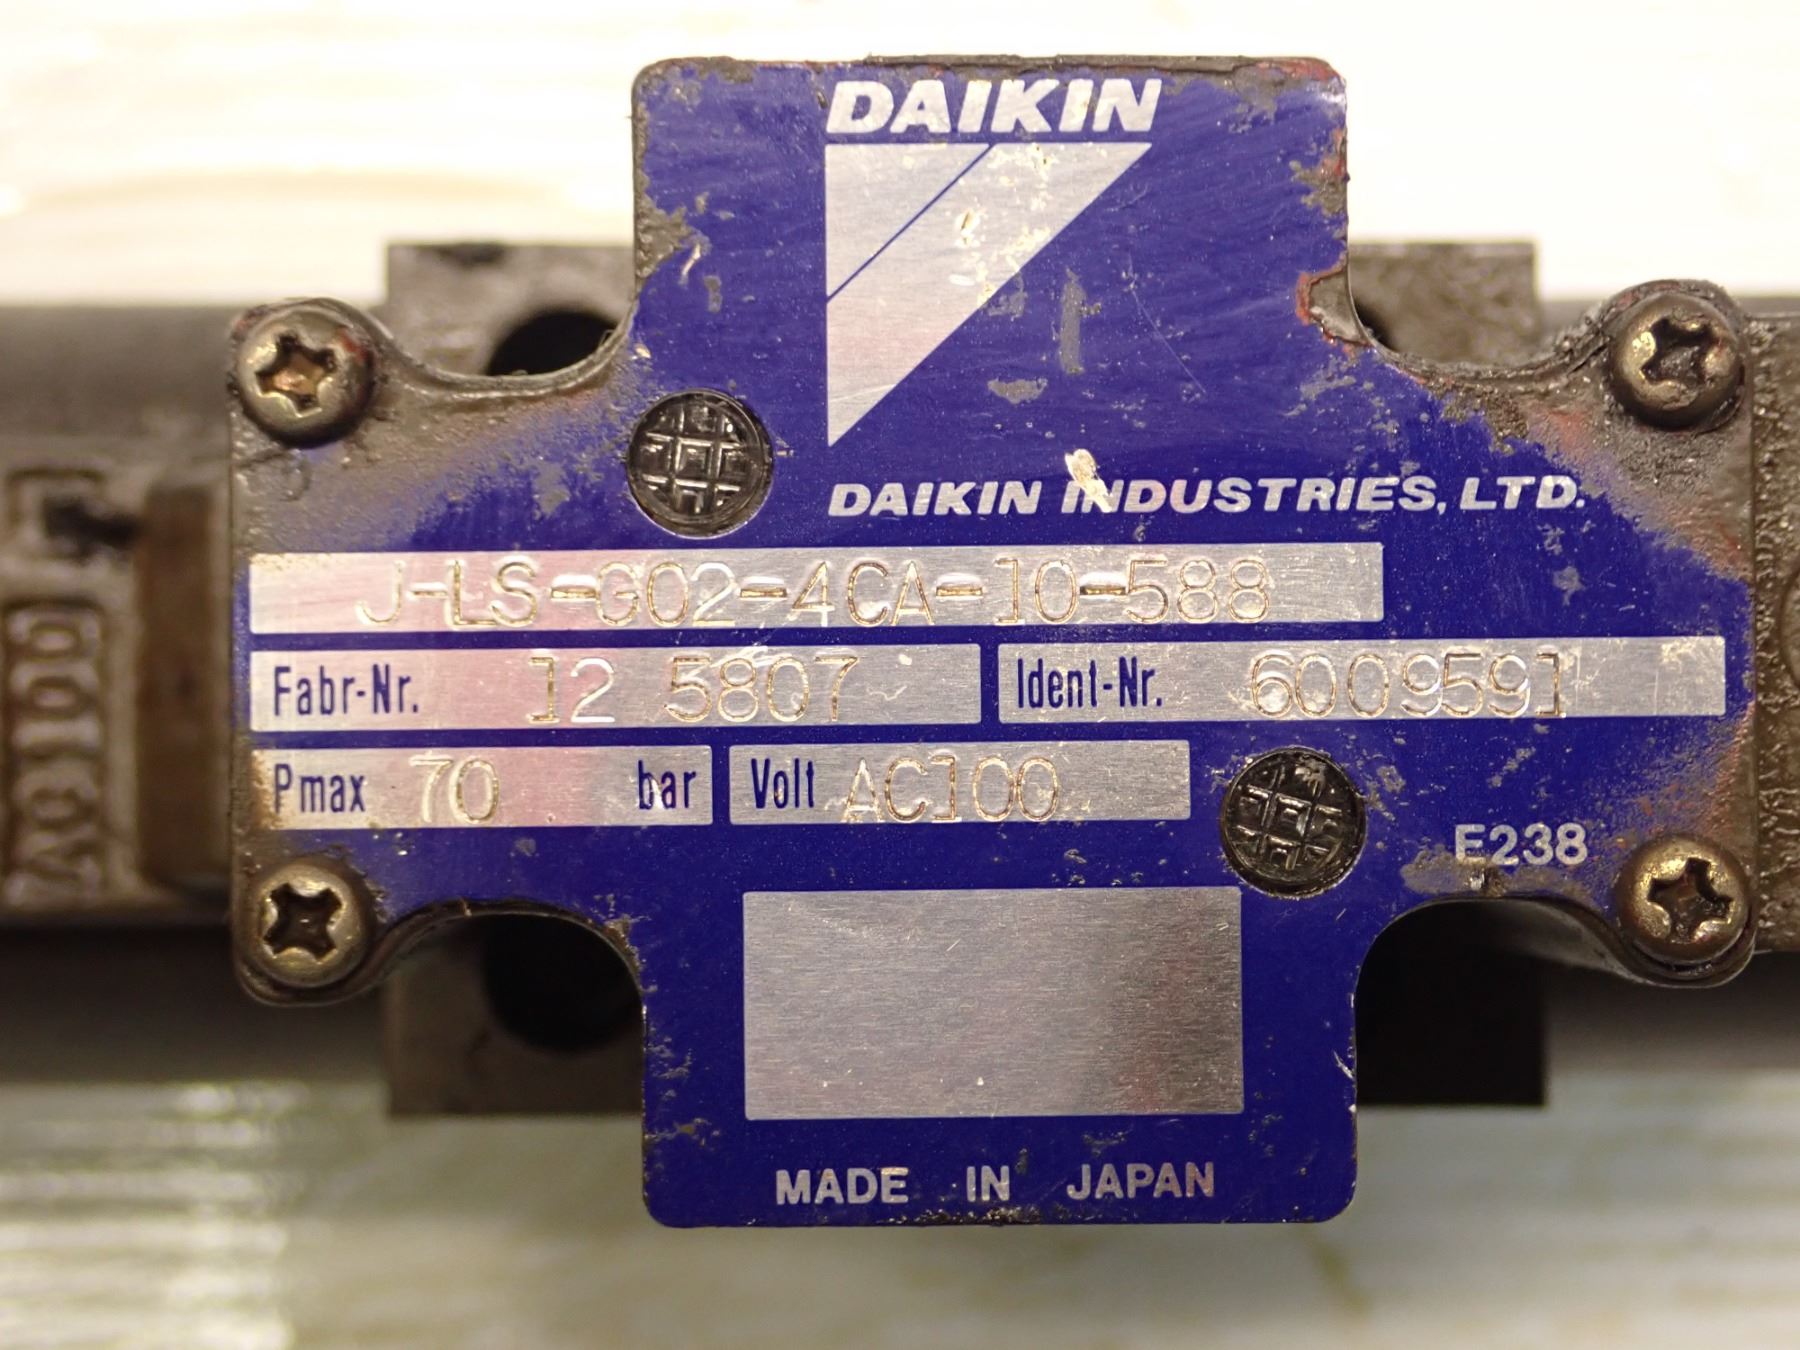 DAIKIN
DAIKIN INDUSTRIES, LTD.
J-LS-G02-4CA-10-588
Fabr-Nr. 12 5807 Ident-Nr. 6009591
Pmax 70 bar Volt AC100
E238
MADE IN JAPAN
AC100